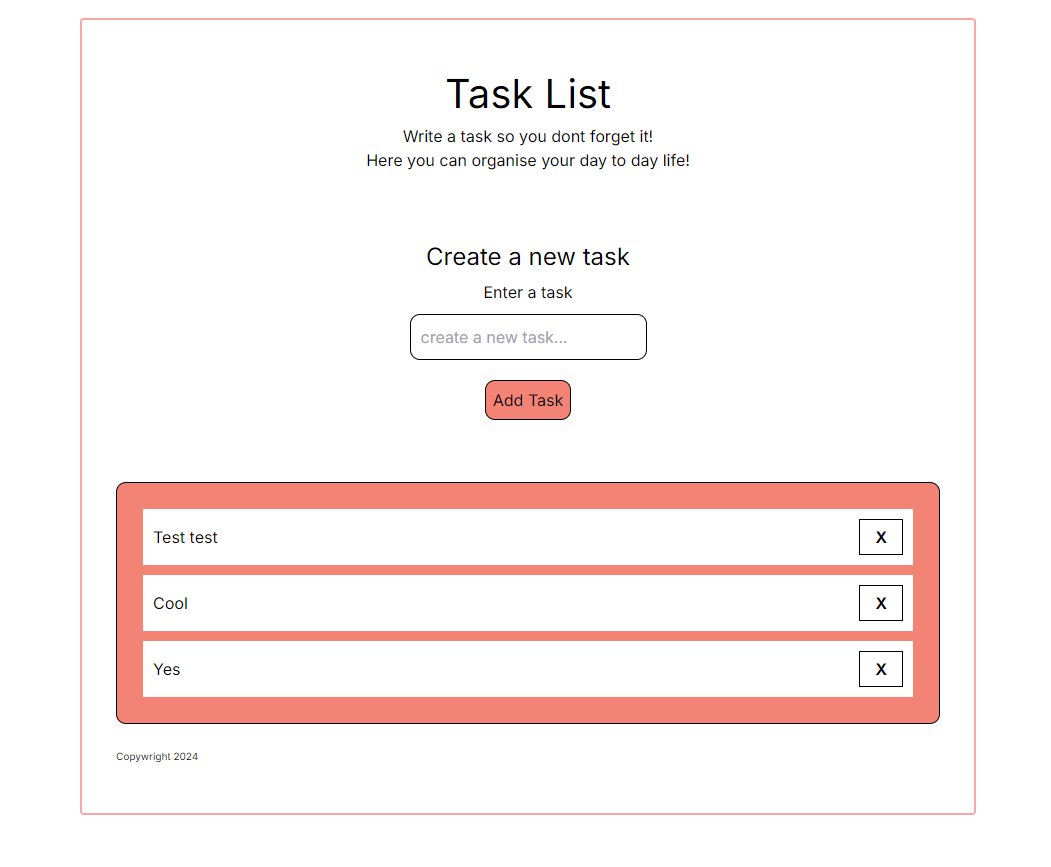 Task List
Write a task so you dont forget it!
Here you can organise your day to day life!
Create a new task
Enter a task
create a new task...
Add Task
Test test
X
Cool
X
Yes
X
Copywright 2024